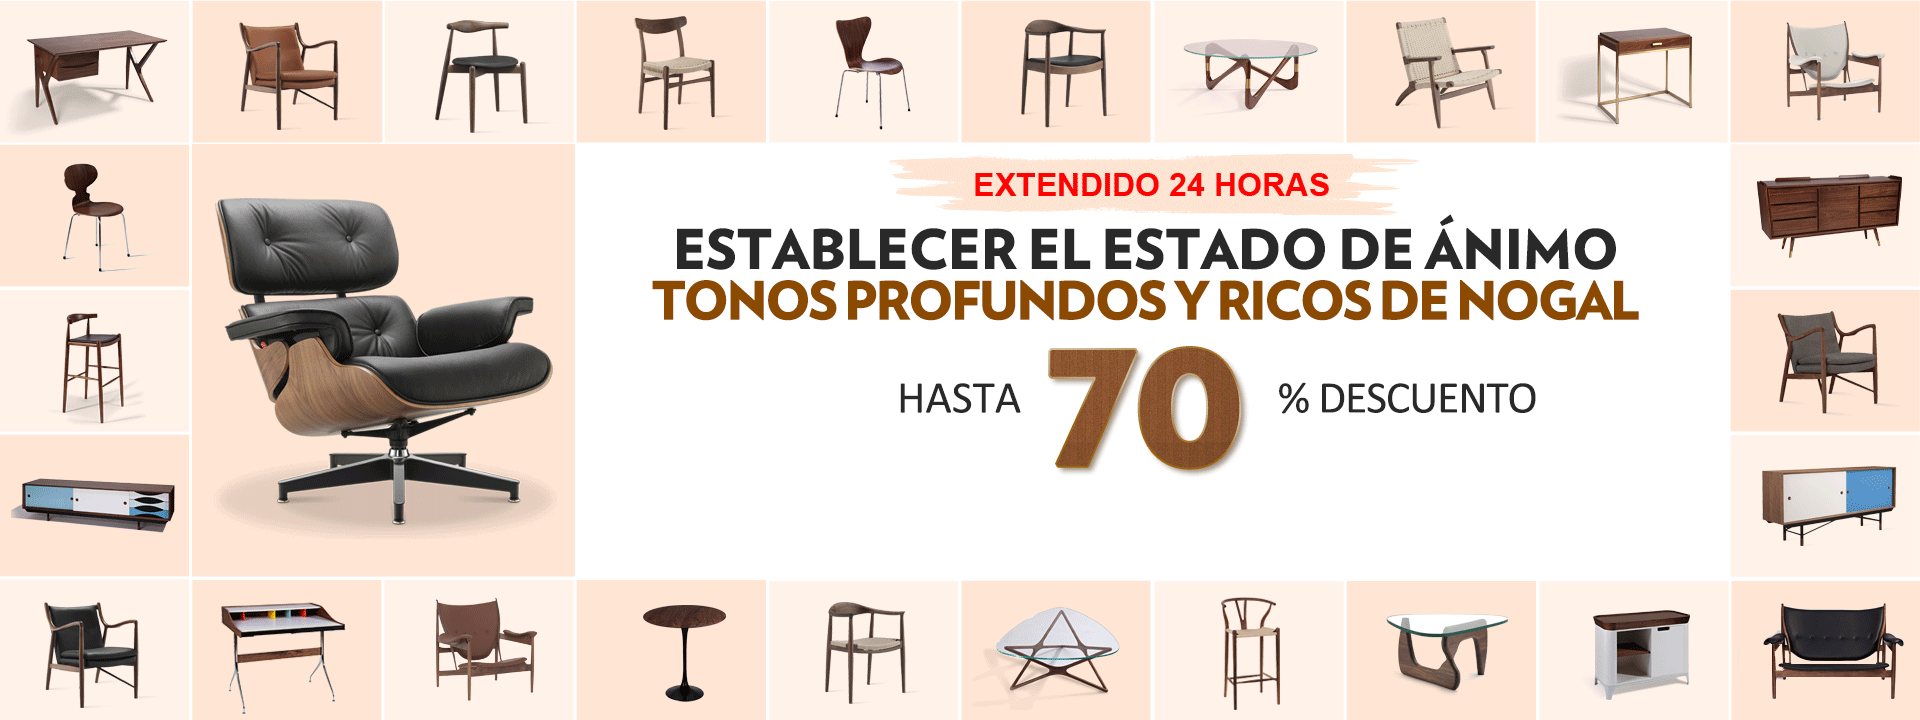 EXTENDIDO 24 HORAS
ESTABLECER EL ESTADO DE ÁNIMO
TONOS PROFUNDOS Y RICOS DE NOGAL
HASTA 70 % DESCUENTO